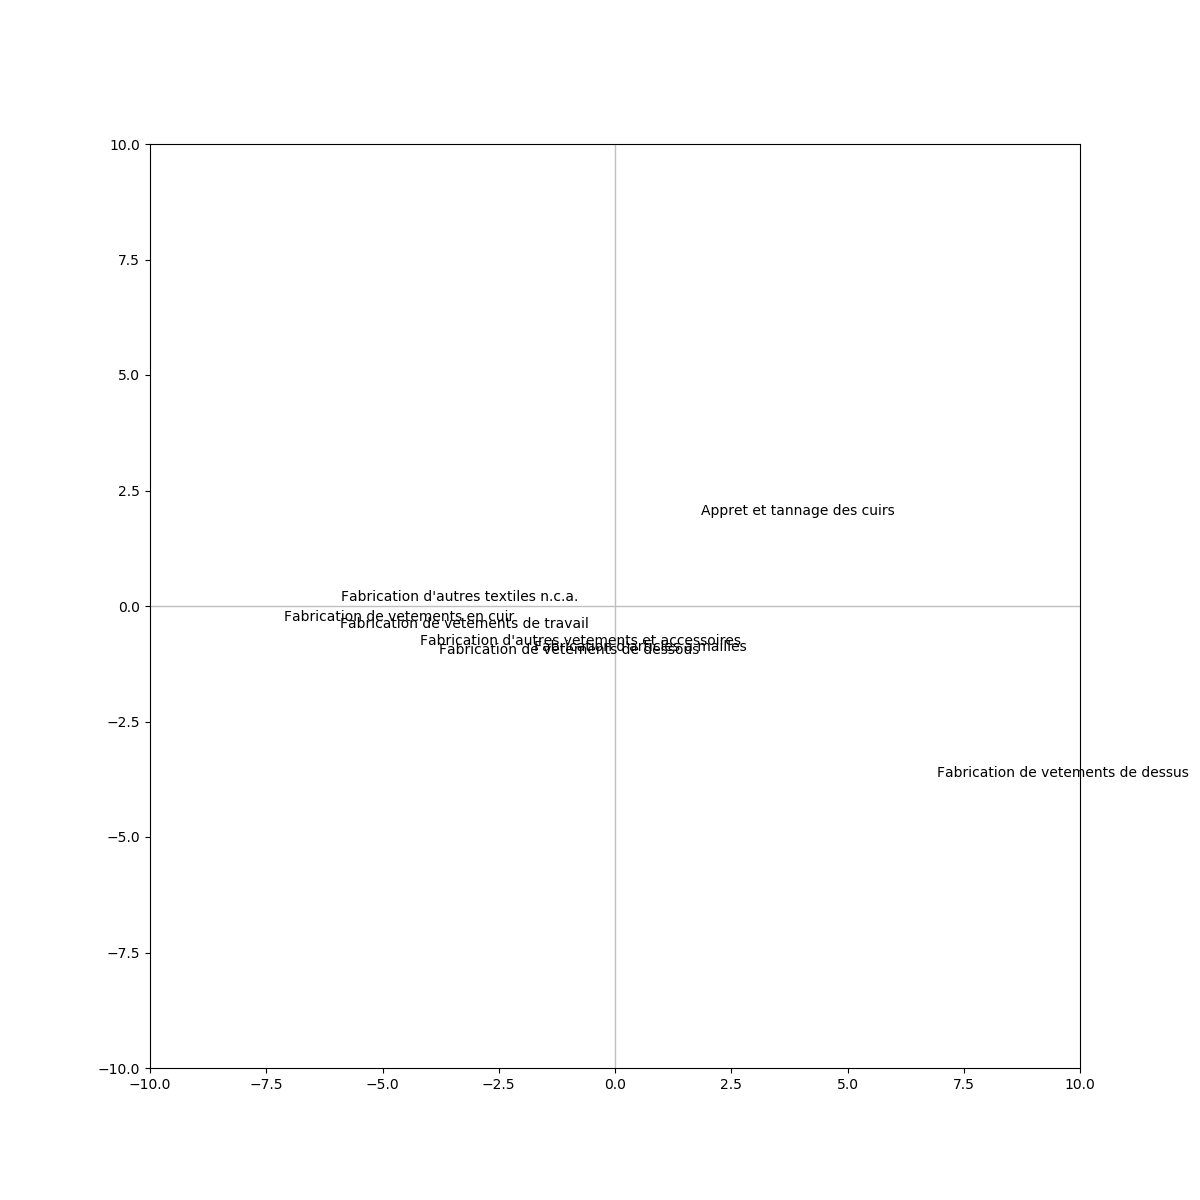 10.0
7.5
5.0
2.5
Appret et tannage des cuirs
Fabrication d'autres textiles n.c.a.
0.0
Fabrication de vetements en cuir
Fabrication de vetements de travail
Fabrication d'autres vetements et accessoires
Fabrication d'articles a mailles
Fabrication de vetements de dessous
−2.5
Fabrication de vetements de dessus
−5.0
−7.5
−10.0
−10.0 −7.5 −5.0 −2.5 0.0 2.5 5.0 7.5 10.0